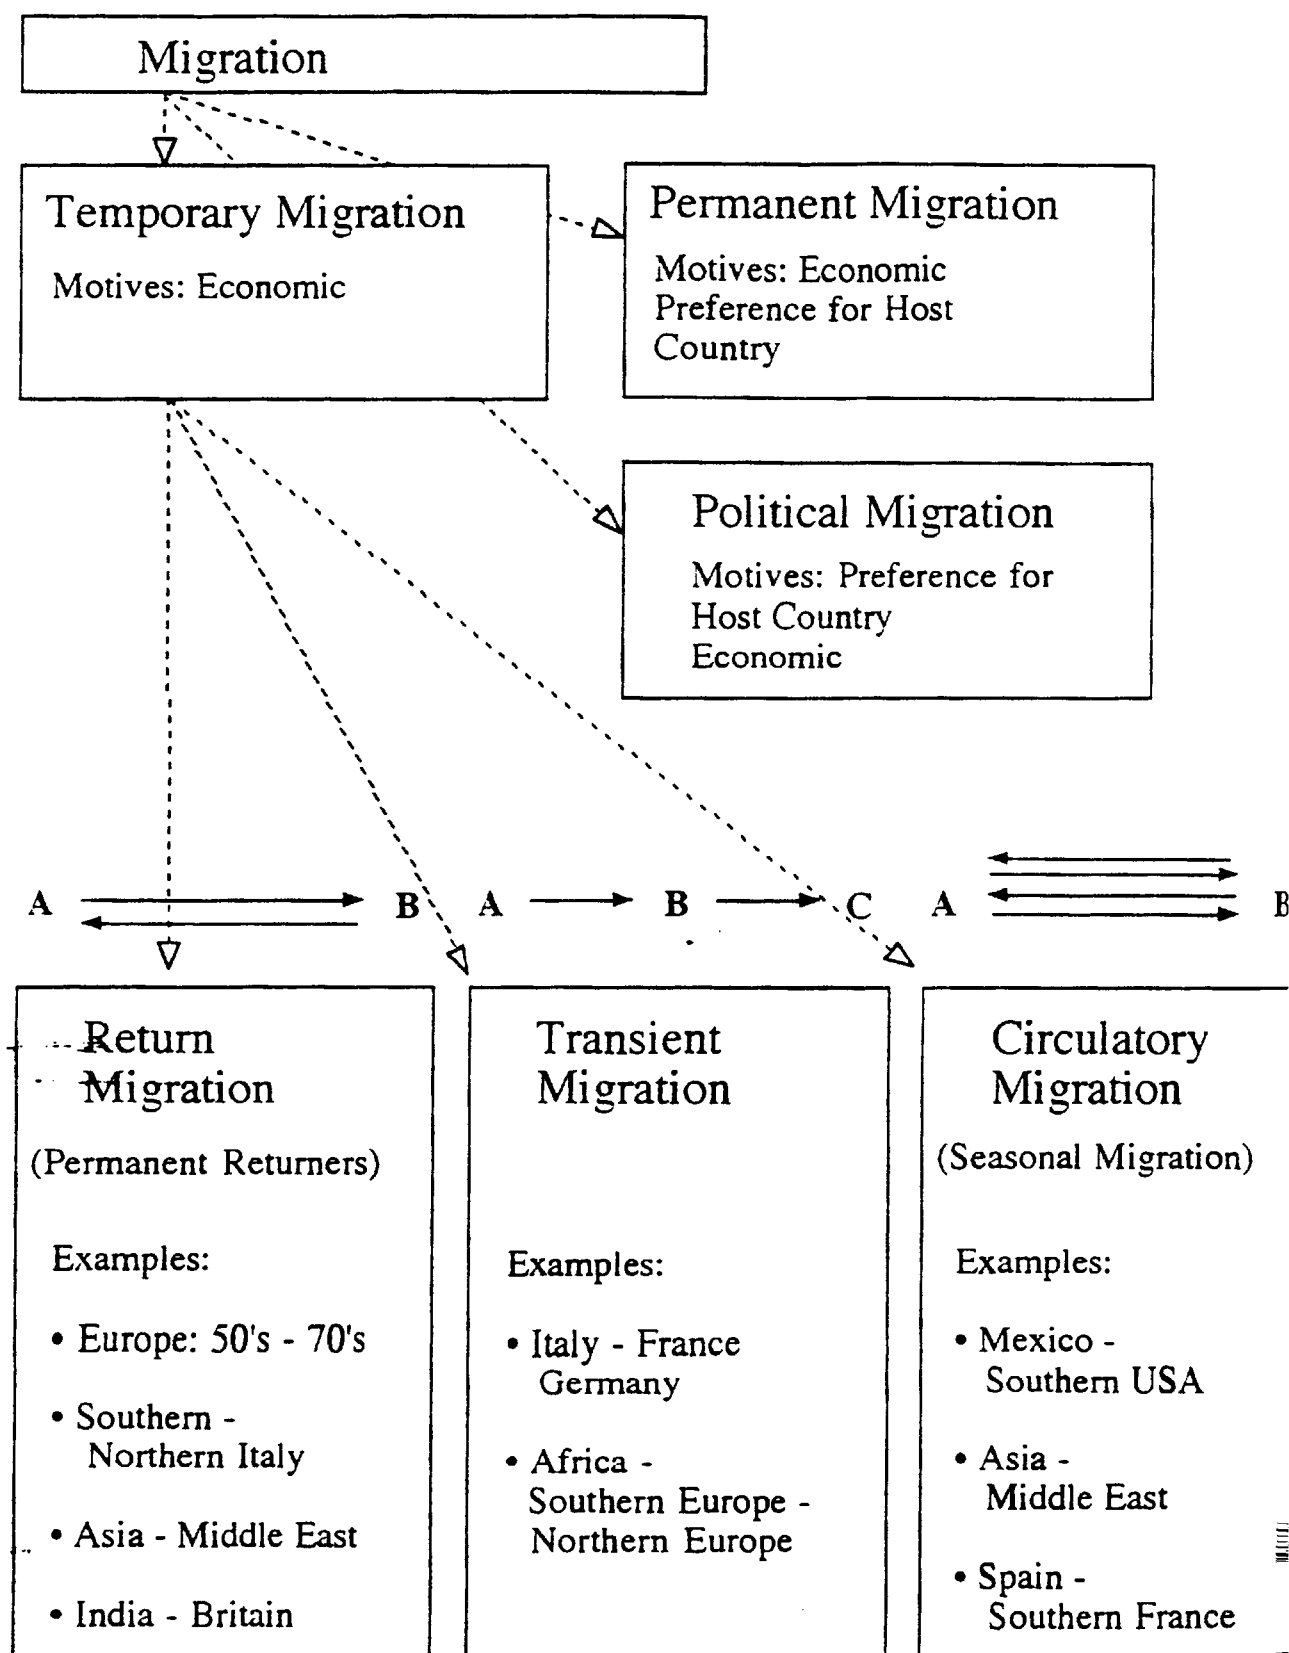 Migration
Temporary Migration
Motives: Economic
Permanent Migration
Motives: Economic
Preference for Host
Country
Political Migration
Motives: Preference for
Host Country
Economic
A B A B C A B
Return
Migration
(Permanent Returners)
Examples:
• Europe: 50's - 70's
• Southern -
Northern Italy
• Asia - Middle East
• India - Britain
Transient
Migration
Examples:
• Italy - France
Germany
• Africa -
Southern Europe -
Northern Europe
Circulatory
Migration
(Seasonal Migration)
Examples:
• Mexico -
Southern USA
• Asia -
Middle East
• Spain -
Southern France